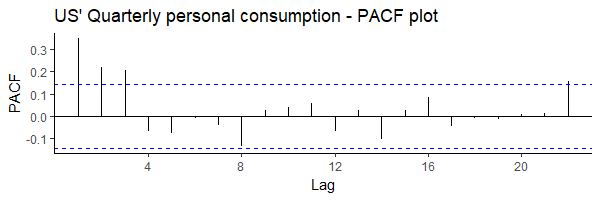 US' Quarterly personal consumption - PACF plot
0.3
0.2
0.1
0.0
-0.1
PACF
4 8 12 16 20
Lag